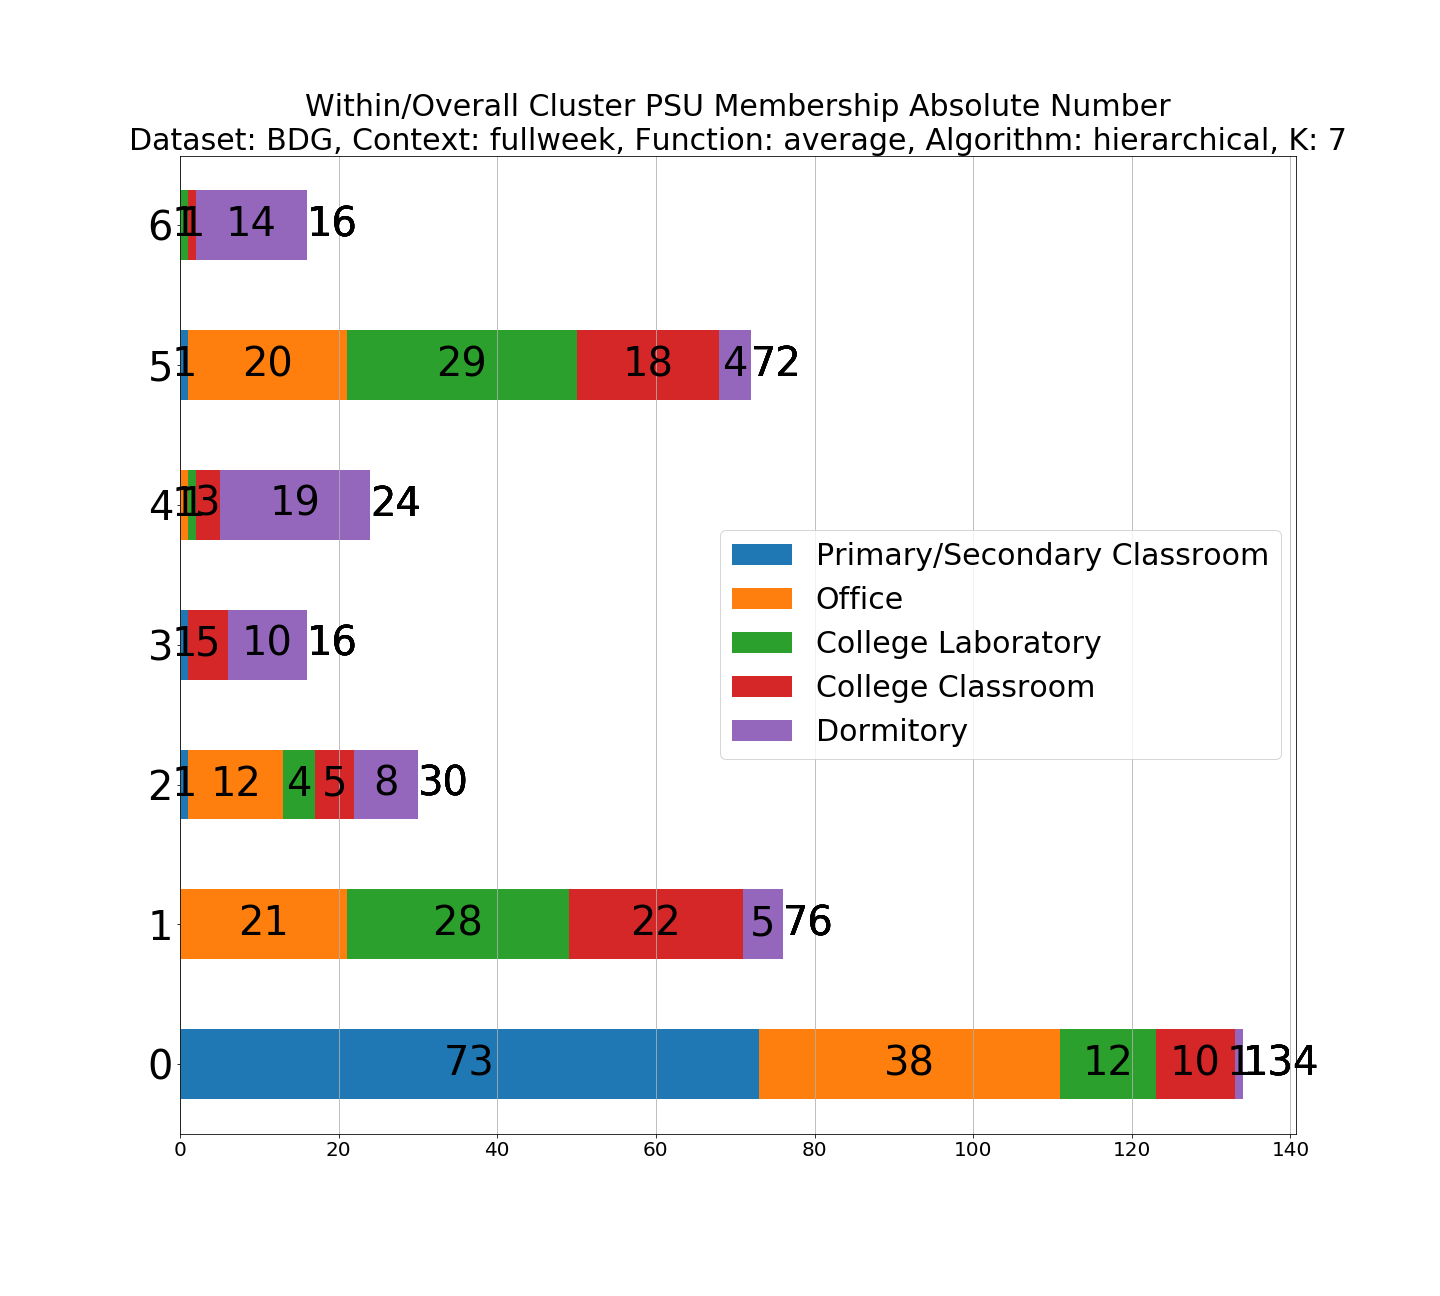 Within/Overall Cluster PSU Membership Absolute Number
Dataset: BDG, Context: fullweek, Function: average, Algorithm: hierarchical, K: 7
6 1 1 14 16
5 1 20 29 18 4 72
4 1 1 3 19 24
3 1 5 10 16
2 1 12 4 5 8 30
1 21 28 22 5 76
0 73 38 12 10 1 134
Primary/Secondary Classroom
Office
College Laboratory
College Classroom
Dormitory
0 20 40 60 80 100 120 140